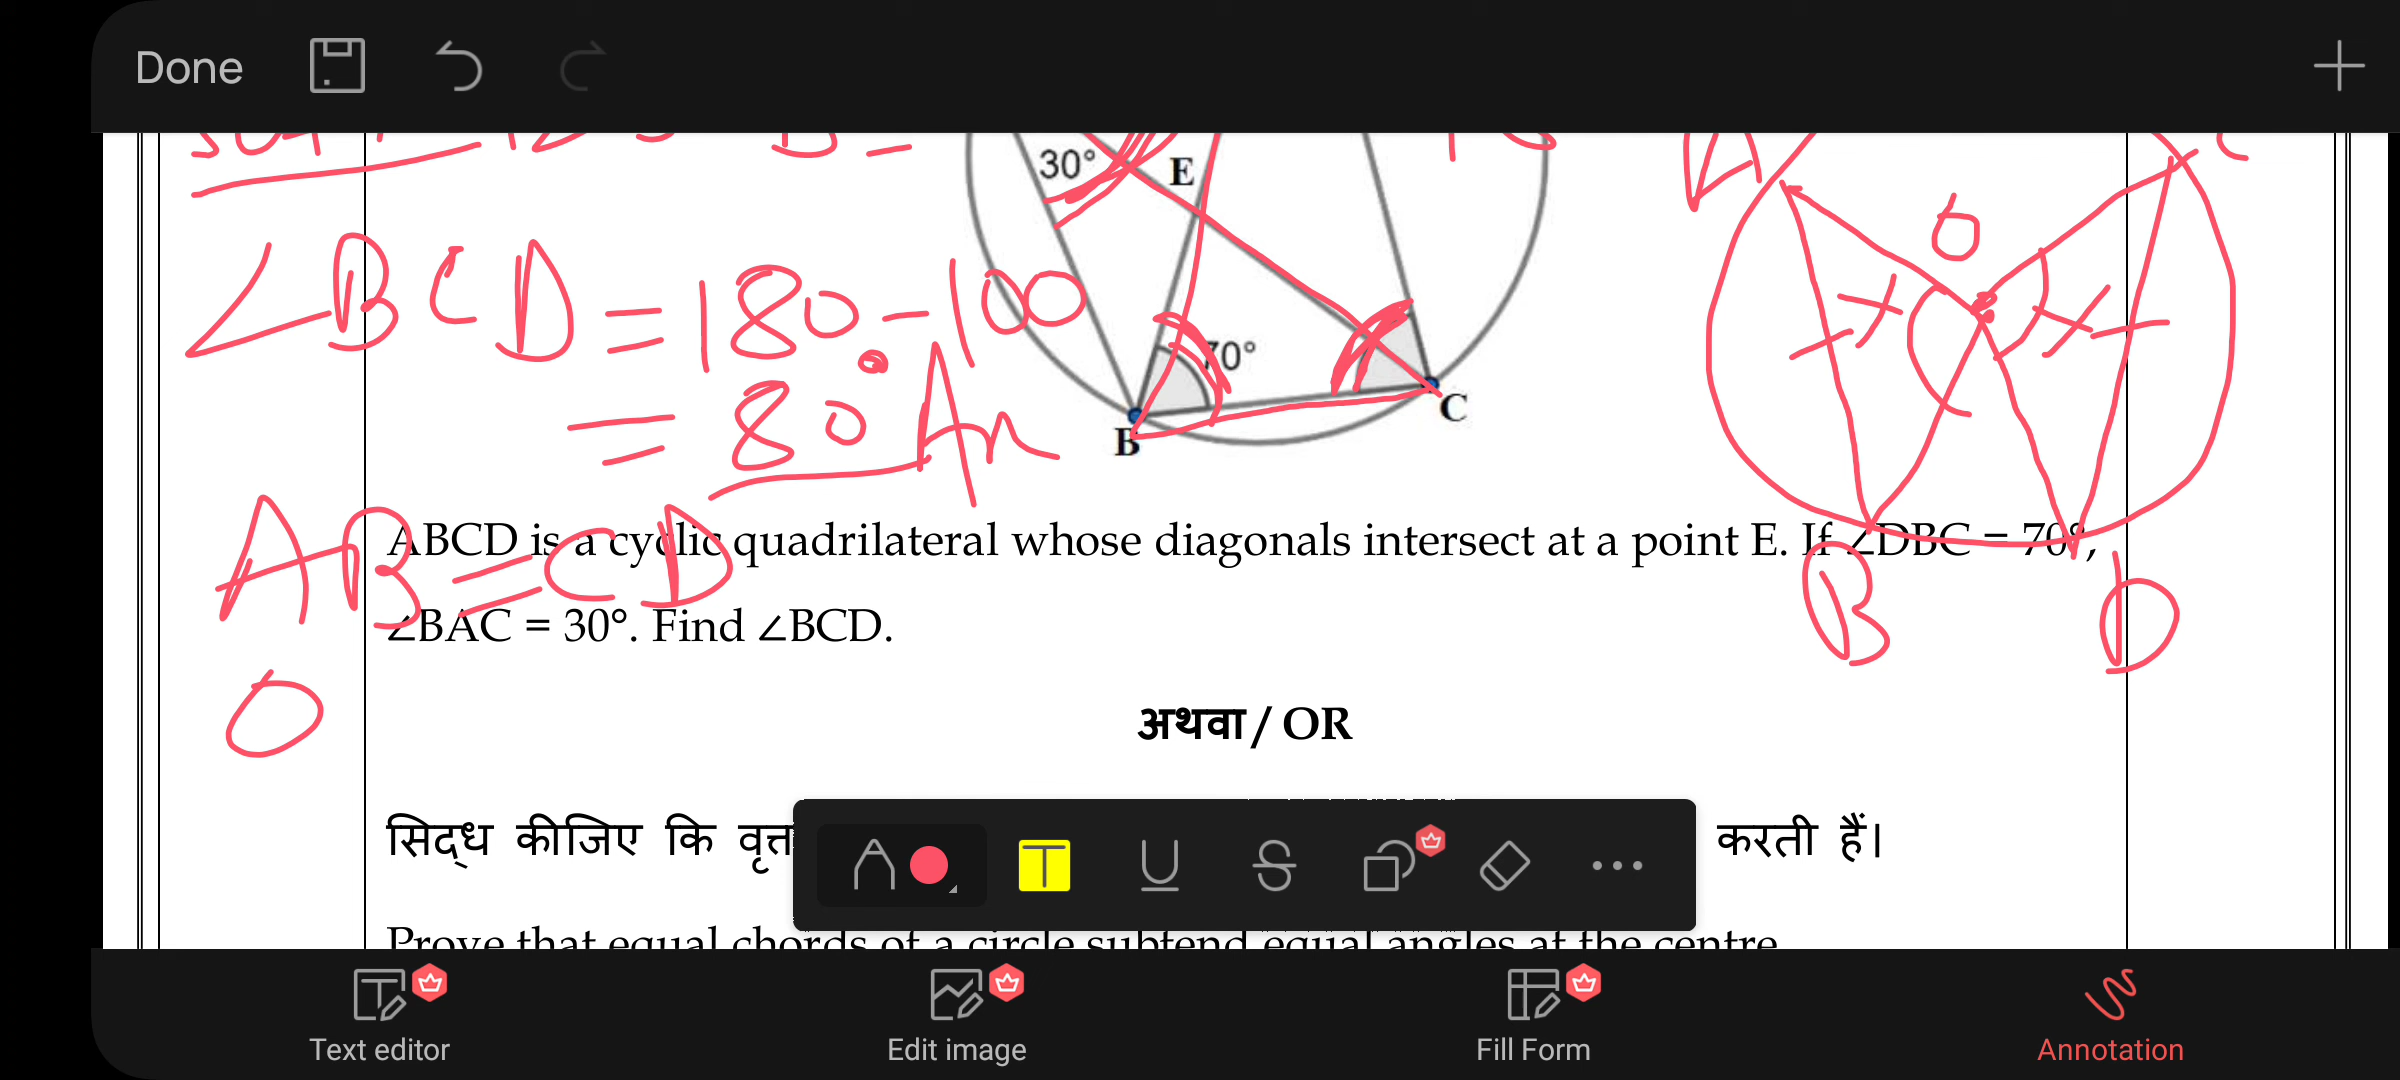 Done
30°
E
O
∠BCD = 180 - 100
70°
= 80° An
C
B
AB = CD
ABCD is a cyclic quadrilateral whose diagonals intersect at a point E. If ∠DBC = 70°,
∠BAC = 30°. Find ∠BCD.
B
D
O
अथवा / OR
सिद्ध कीजिए कि वृत्त करती हैं।
T U S
Prove that equal chords of a circle subtend equal angles at the centre
Text editor Edit image Fill Form Annotation